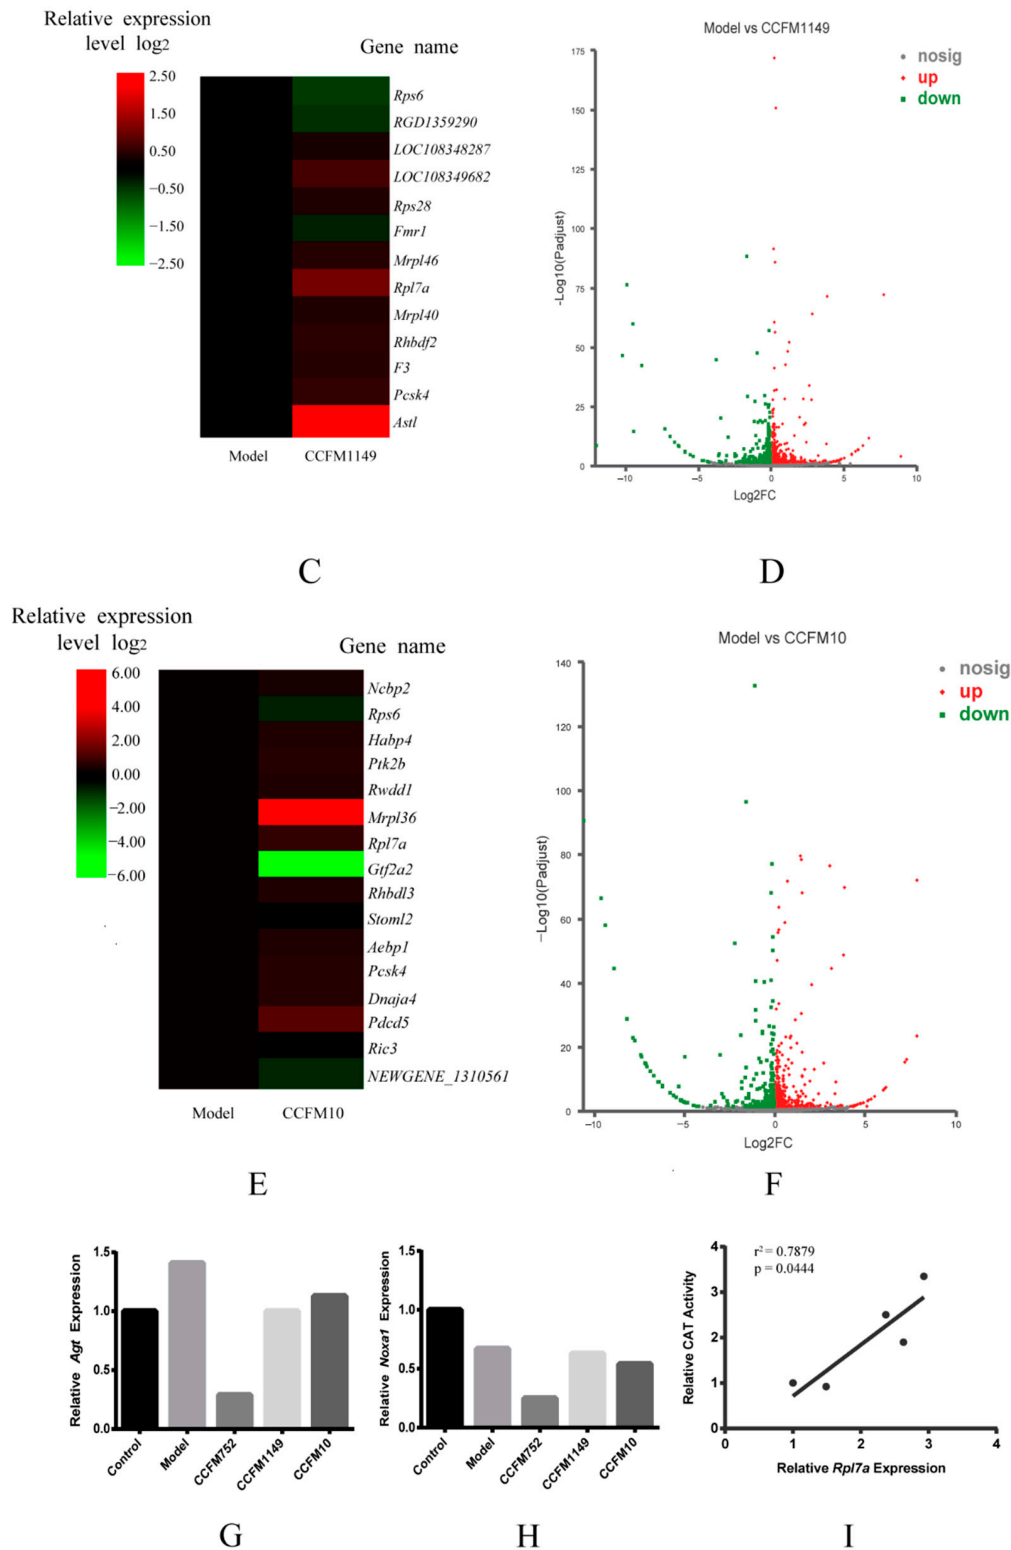 Relative expression
level log2
Gene name
2.50
1.50
0.50
−0.50
−1.50
−2.50
Rps6
RGD1359290
LOC108348287
LOC108349682
Rps28
Fmr1
Mrpl46
Rpl7a
Mrpl40
Rhbdf2
F3
Pcsk4
Astl
Model CCFM1149
Model vs CCFM1149
nosig
up
down
-Log10(Padjust)
175
150
125
100
75
50
25
0
−10 −5 0 5 10
Log2FC
C D
Relative expression
level log2
Gene name
6.00
4.00
2.00
0.00
−2.00
−4.00
−6.00
Ncbp2
Rps6
Habp4
Ptk2b
Rwdd1
Mrpl36
Rpl7a
Gtf2a2
Rhbdl3
Stoml2
Aebp1
Pcsk4
Dnaja4
Pdcd5
Ric3
NEWGENE_1310561
Model CCFM10
Model vs CCFM10
nosig
up
down
−Log10(Padjust)
140
120
100
80
60
40
20
0
−10 −5 0 5 10
Log2FC
E F
Relative Agt Expression
1.5
1.0
0.5
0.0
Control Model CCFM752 CCFM1149 CCFM10
Relative Noxa1 Expression
1.5
1.0
0.5
0.0
Control Model CCFM752 CCFM1149 CCFM10
Relative CAT Activity
r2 = 0.7879
p = 0.0444
4
3
2
1
0
0 1 2 3 4
Relative Rpl7a Expression
G H I